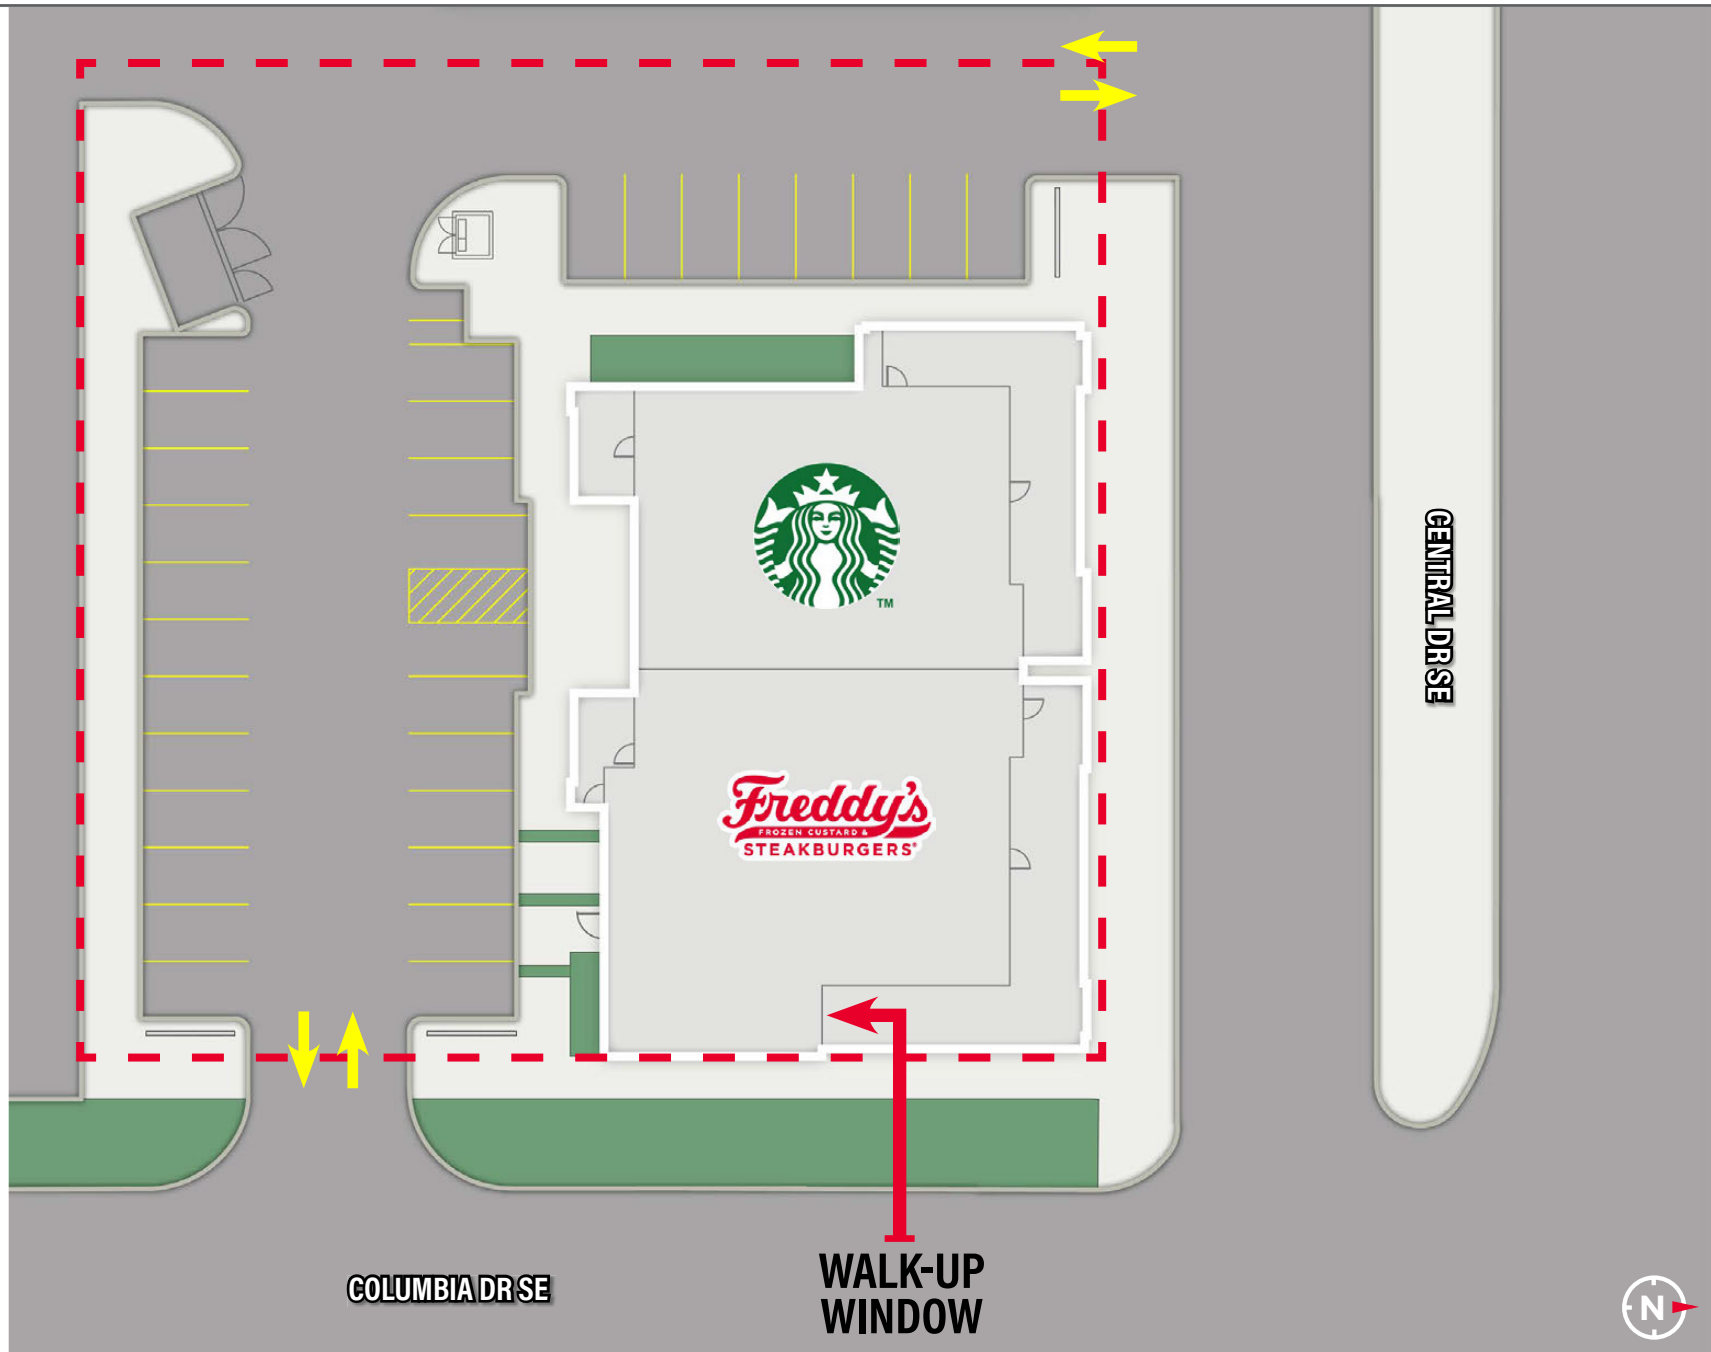 TM
Freddy's
FROZEN CUSTARD &
STEAKBURGERS®
CENTRAL DR SE
COLUMBIA DR SE
WALK-UP
WINDOW
N